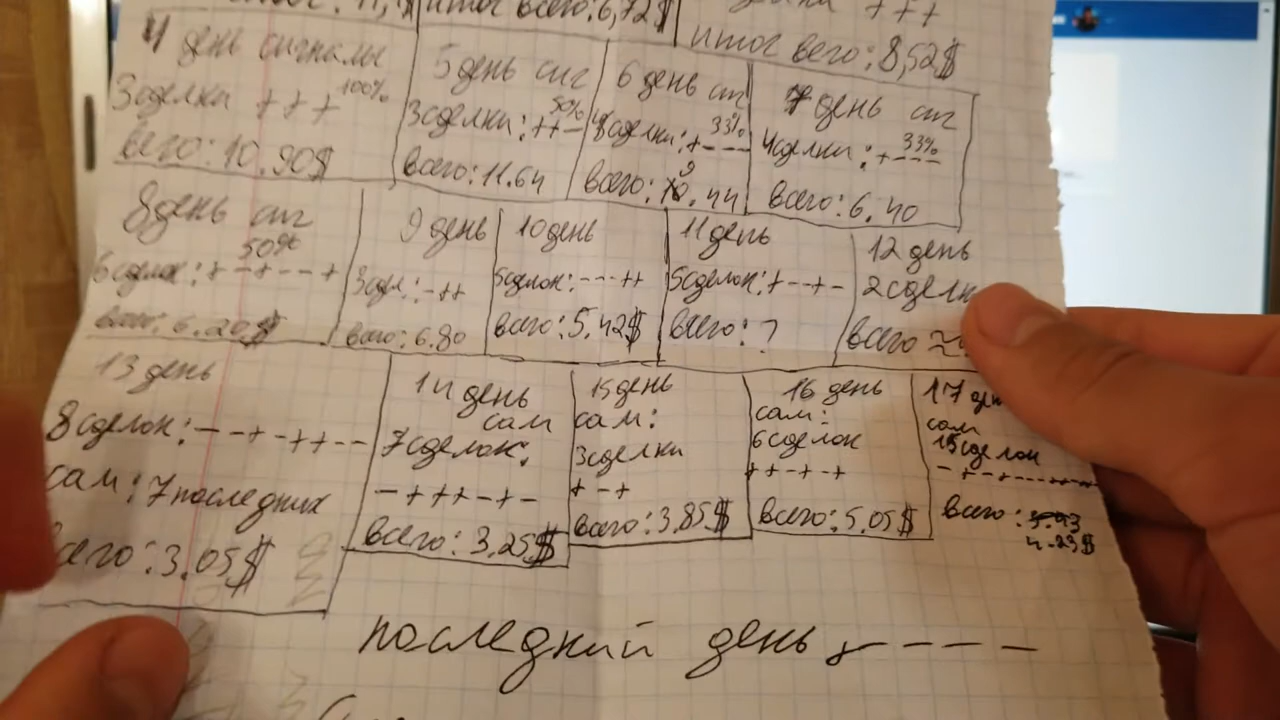 итог всего: 6,72$
+++
итог всего: 8,52$
4 день сигналы
3 сделки +++ 100%
всего: 10.90$
5 день сиг
50%
3 сделки: ++-
всего: 11.64
6 день сиг
33%
4 сделки: +---
всего: 9.44
7 день сиг
33%
4 сделки: +---
всего: 6.40
8 день сиг
50%
6 сделок: +-+--+
всего: 6.20$
9 день
3 сдел: -++
всего: 6.80
10 день
5 сделок: ---++
всего: 5.42$
11 день
5 сделок: +--+-
всего: ?
12 день
2 сделк
всего ≈
13 день
8 сделок: --+-++--
сам: 7 последних
всего: 3.05$
14 день
сам
7 сделок:
-+++-+-
всего: 3.25$
15 день
сам:
3 сделки
+-+
всего: 3.85$
16 день
сам:
6 сделок
++-+-+
всего: 5.05$
17 ден
сам
15 сделок
всего:
4.23$
последний день +----